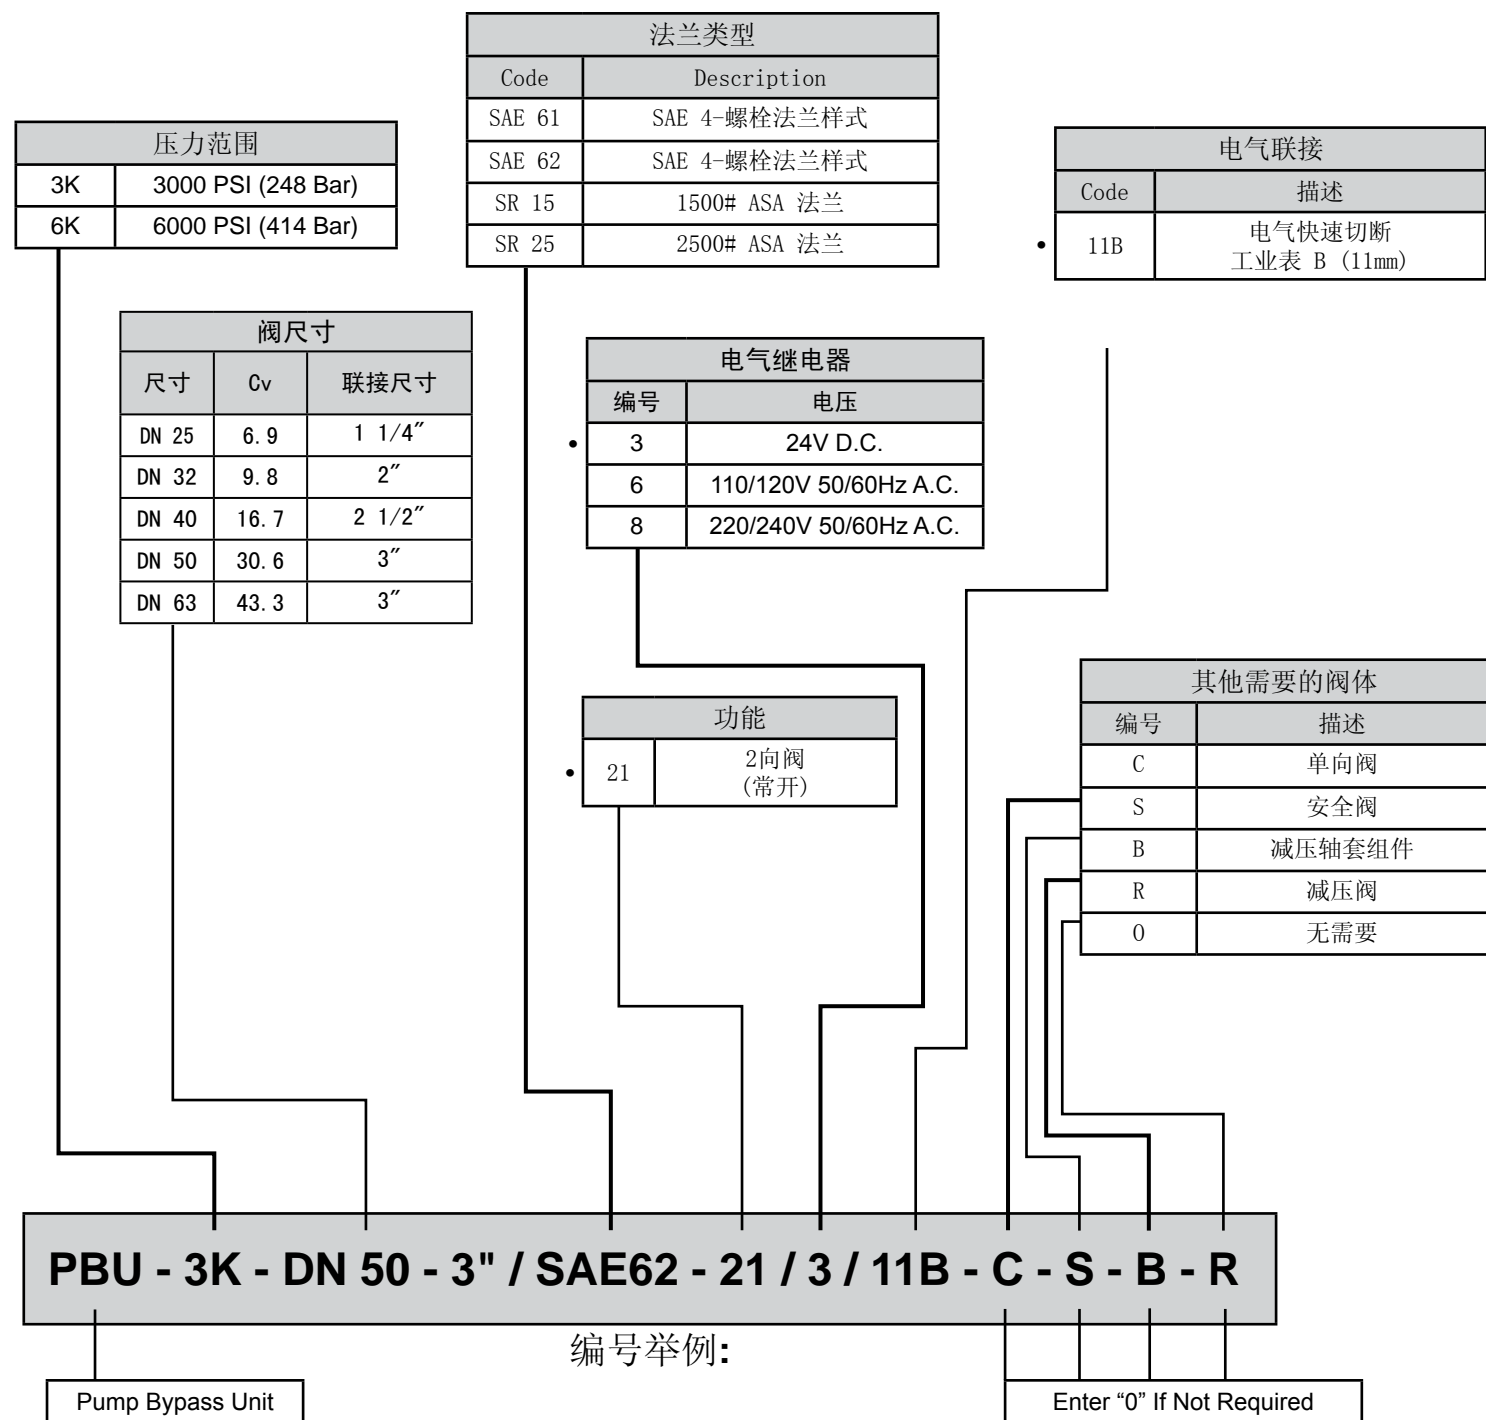 法兰类型
Code Description
SAE 61 SAE 4-螺栓法兰样式
SAE 62 SAE 4-螺栓法兰样式
SR 15 1500# ASA 法兰
SR 25 2500# ASA 法兰
压力范围
3K 3000 PSI (248 Bar)
6K 6000 PSI (414 Bar)
电气联接
Code 描述
• 11B 电气快速切断
工业表 B (11mm)
阀尺寸
尺寸 Cv 联接尺寸
DN 25 6.9 1 1/4"
DN 32 9.8 2"
DN 40 16.7 2 1/2"
DN 50 30.6 3"
DN 63 43.3 3"
电气继电器
编号 电压
• 3 24V D.C.
6 110/120V 50/60Hz A.C.
8 220/240V 50/60Hz A.C.
功能
• 21 2向阀
(常开)
其他需要的阀体
编号 描述
C 单向阀
S 安全阀
B 减压轴套组件
R 减压阀
0 无需要
PBU - 3K - DN 50 - 3" / SAE62 - 21 / 3 / 11B - C - S - B - R
编号举例:
Pump Bypass Unit
Enter “0” If Not Required